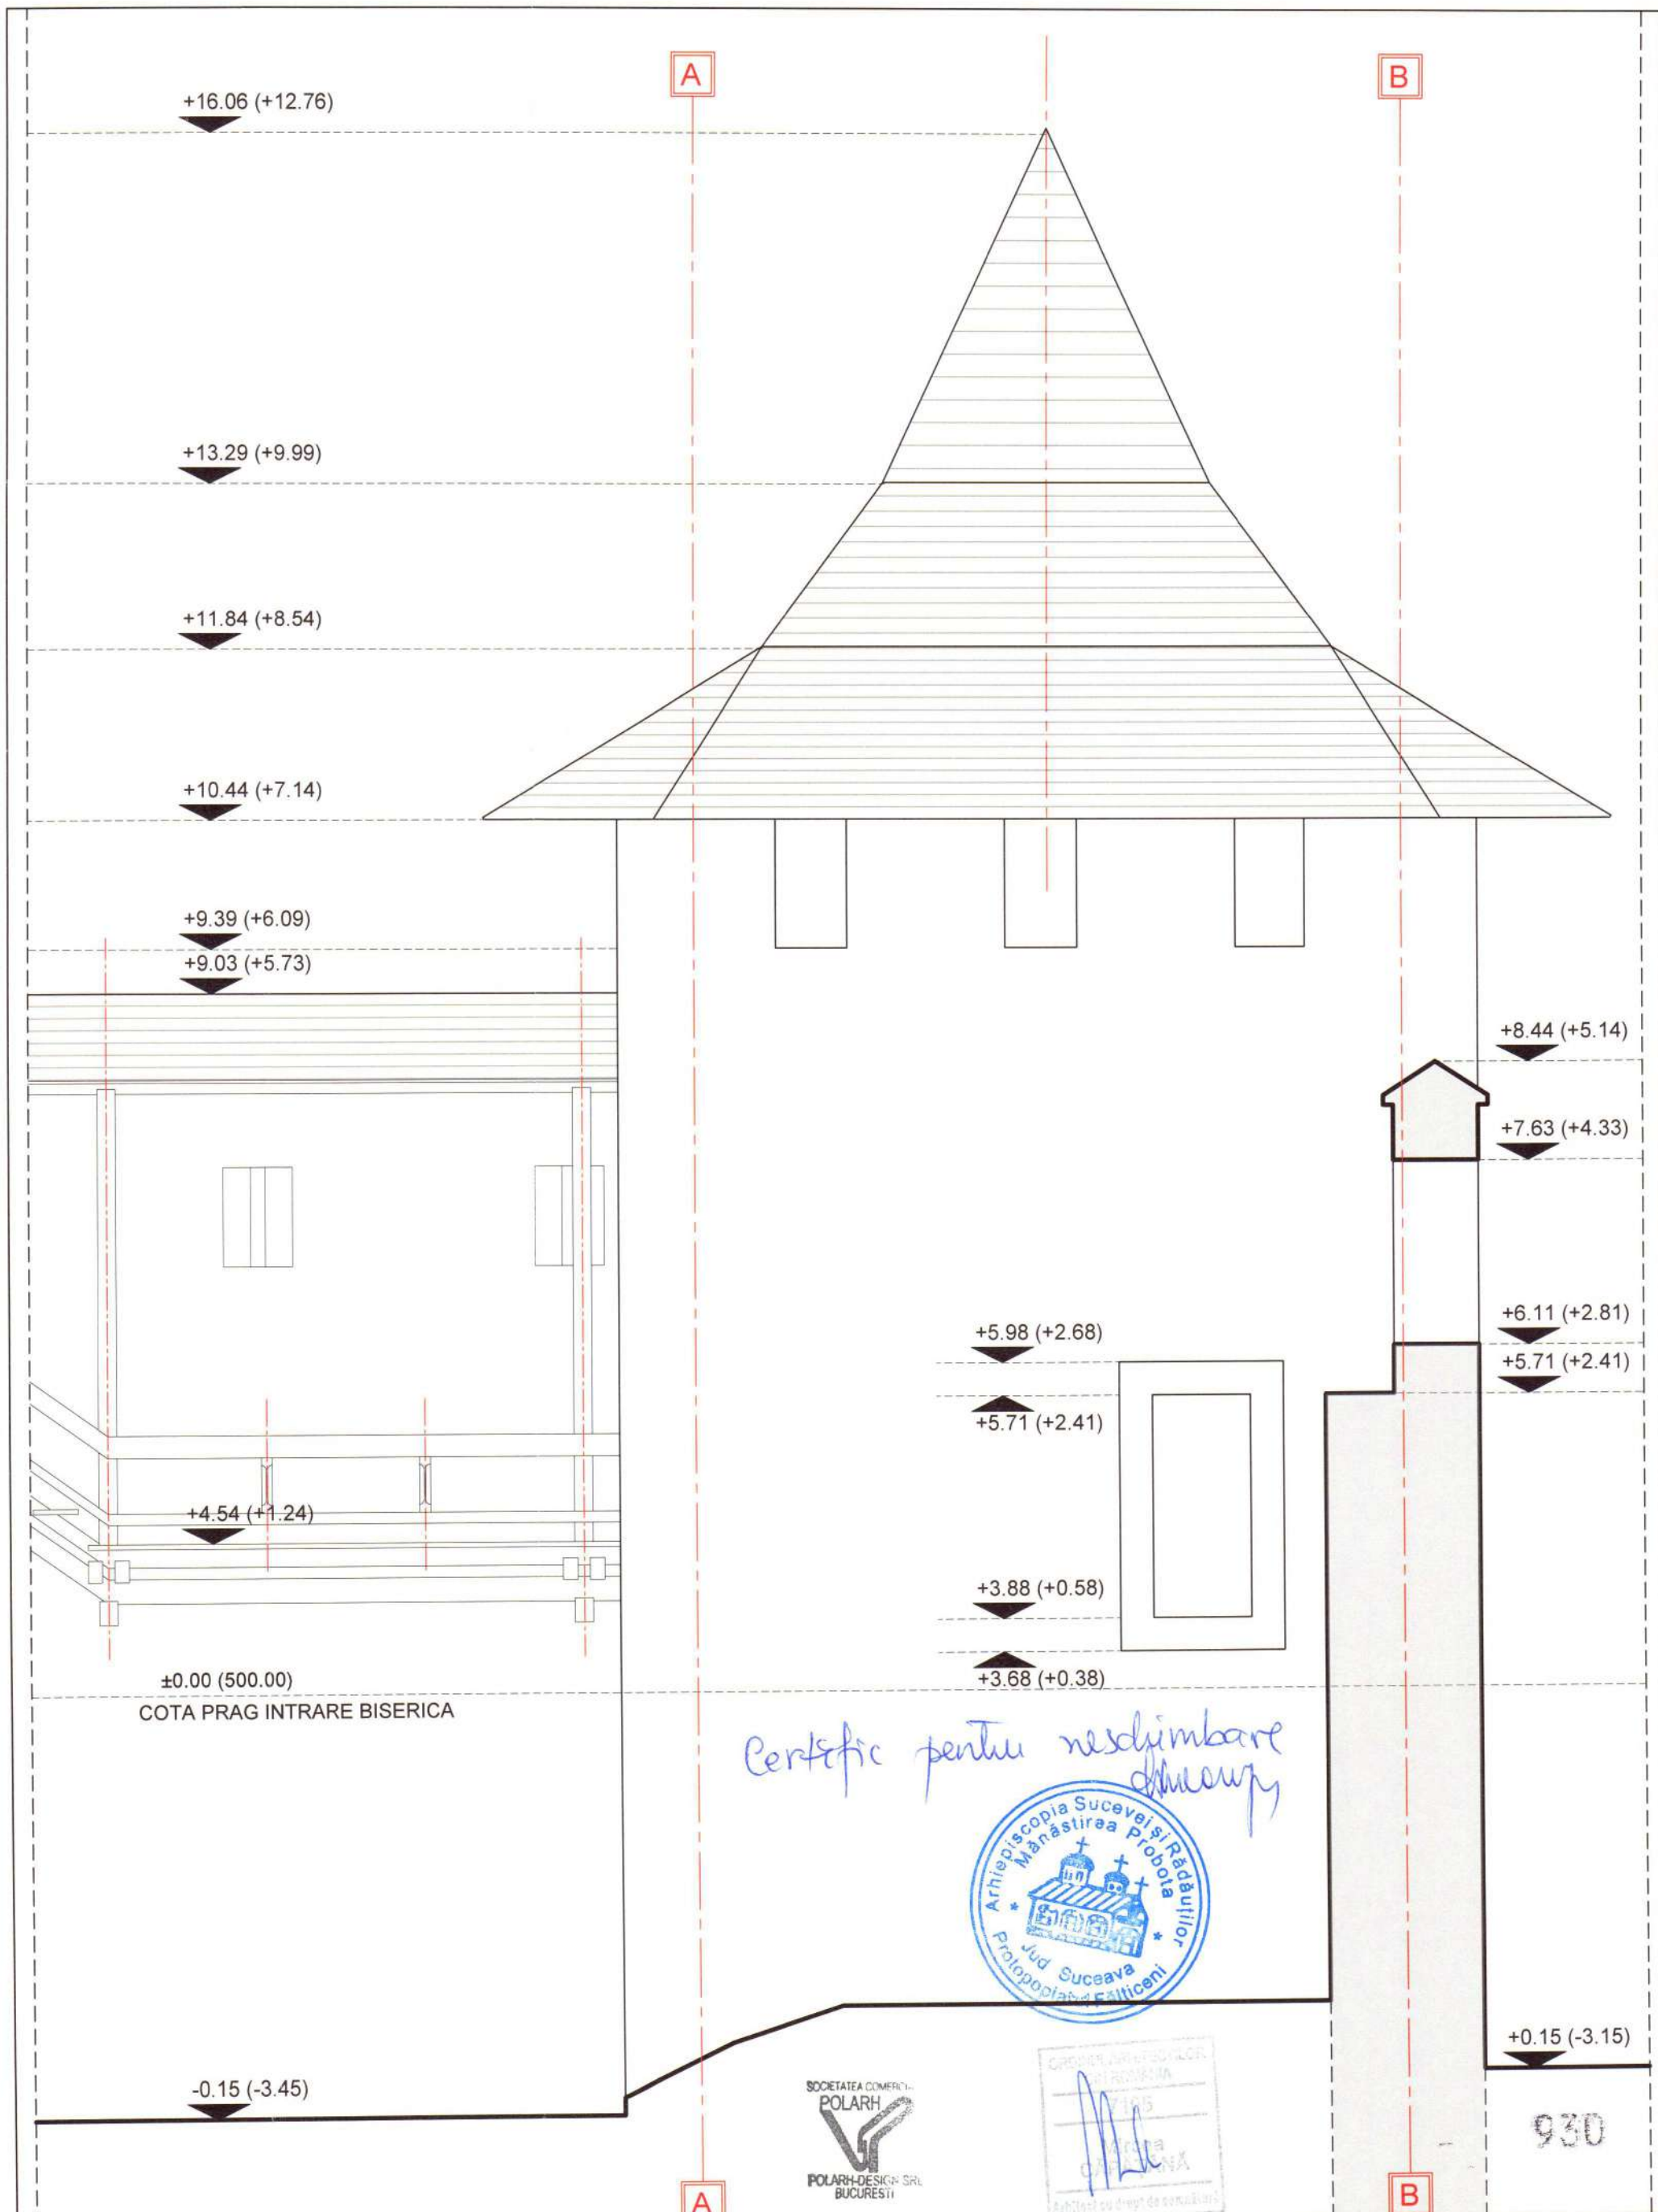 A
B
+16.06 (+12.76)
+13.29 (+9.99)
+11.84 (+8.54)
+10.44 (+7.14)
+9.39 (+6.09)
+9.03 (+5.73)
+8.44 (+5.14)
+7.63 (+4.33)
+6.11 (+2.81)
+5.98 (+2.68)
+5.71 (+2.41)
+5.71 (+2.41)
+4.54 (+1.24)
+3.88 (+0.58)
+3.68 (+0.38)
±0.00 (500.00)
COTA PRAG INTRARE BISERICA
Certific pentru neschimbare
Arhiepiscopia Sucevei și Rădăuților
Mănăstirea Probota
Jud Suceava
Protopopiatul Fălticeni
+0.15 (-3.15)
-0.15 (-3.45)
SOCIETATEA
POLARH
POLARH-DESIGN SRL
BUCURESTI
930
A
B